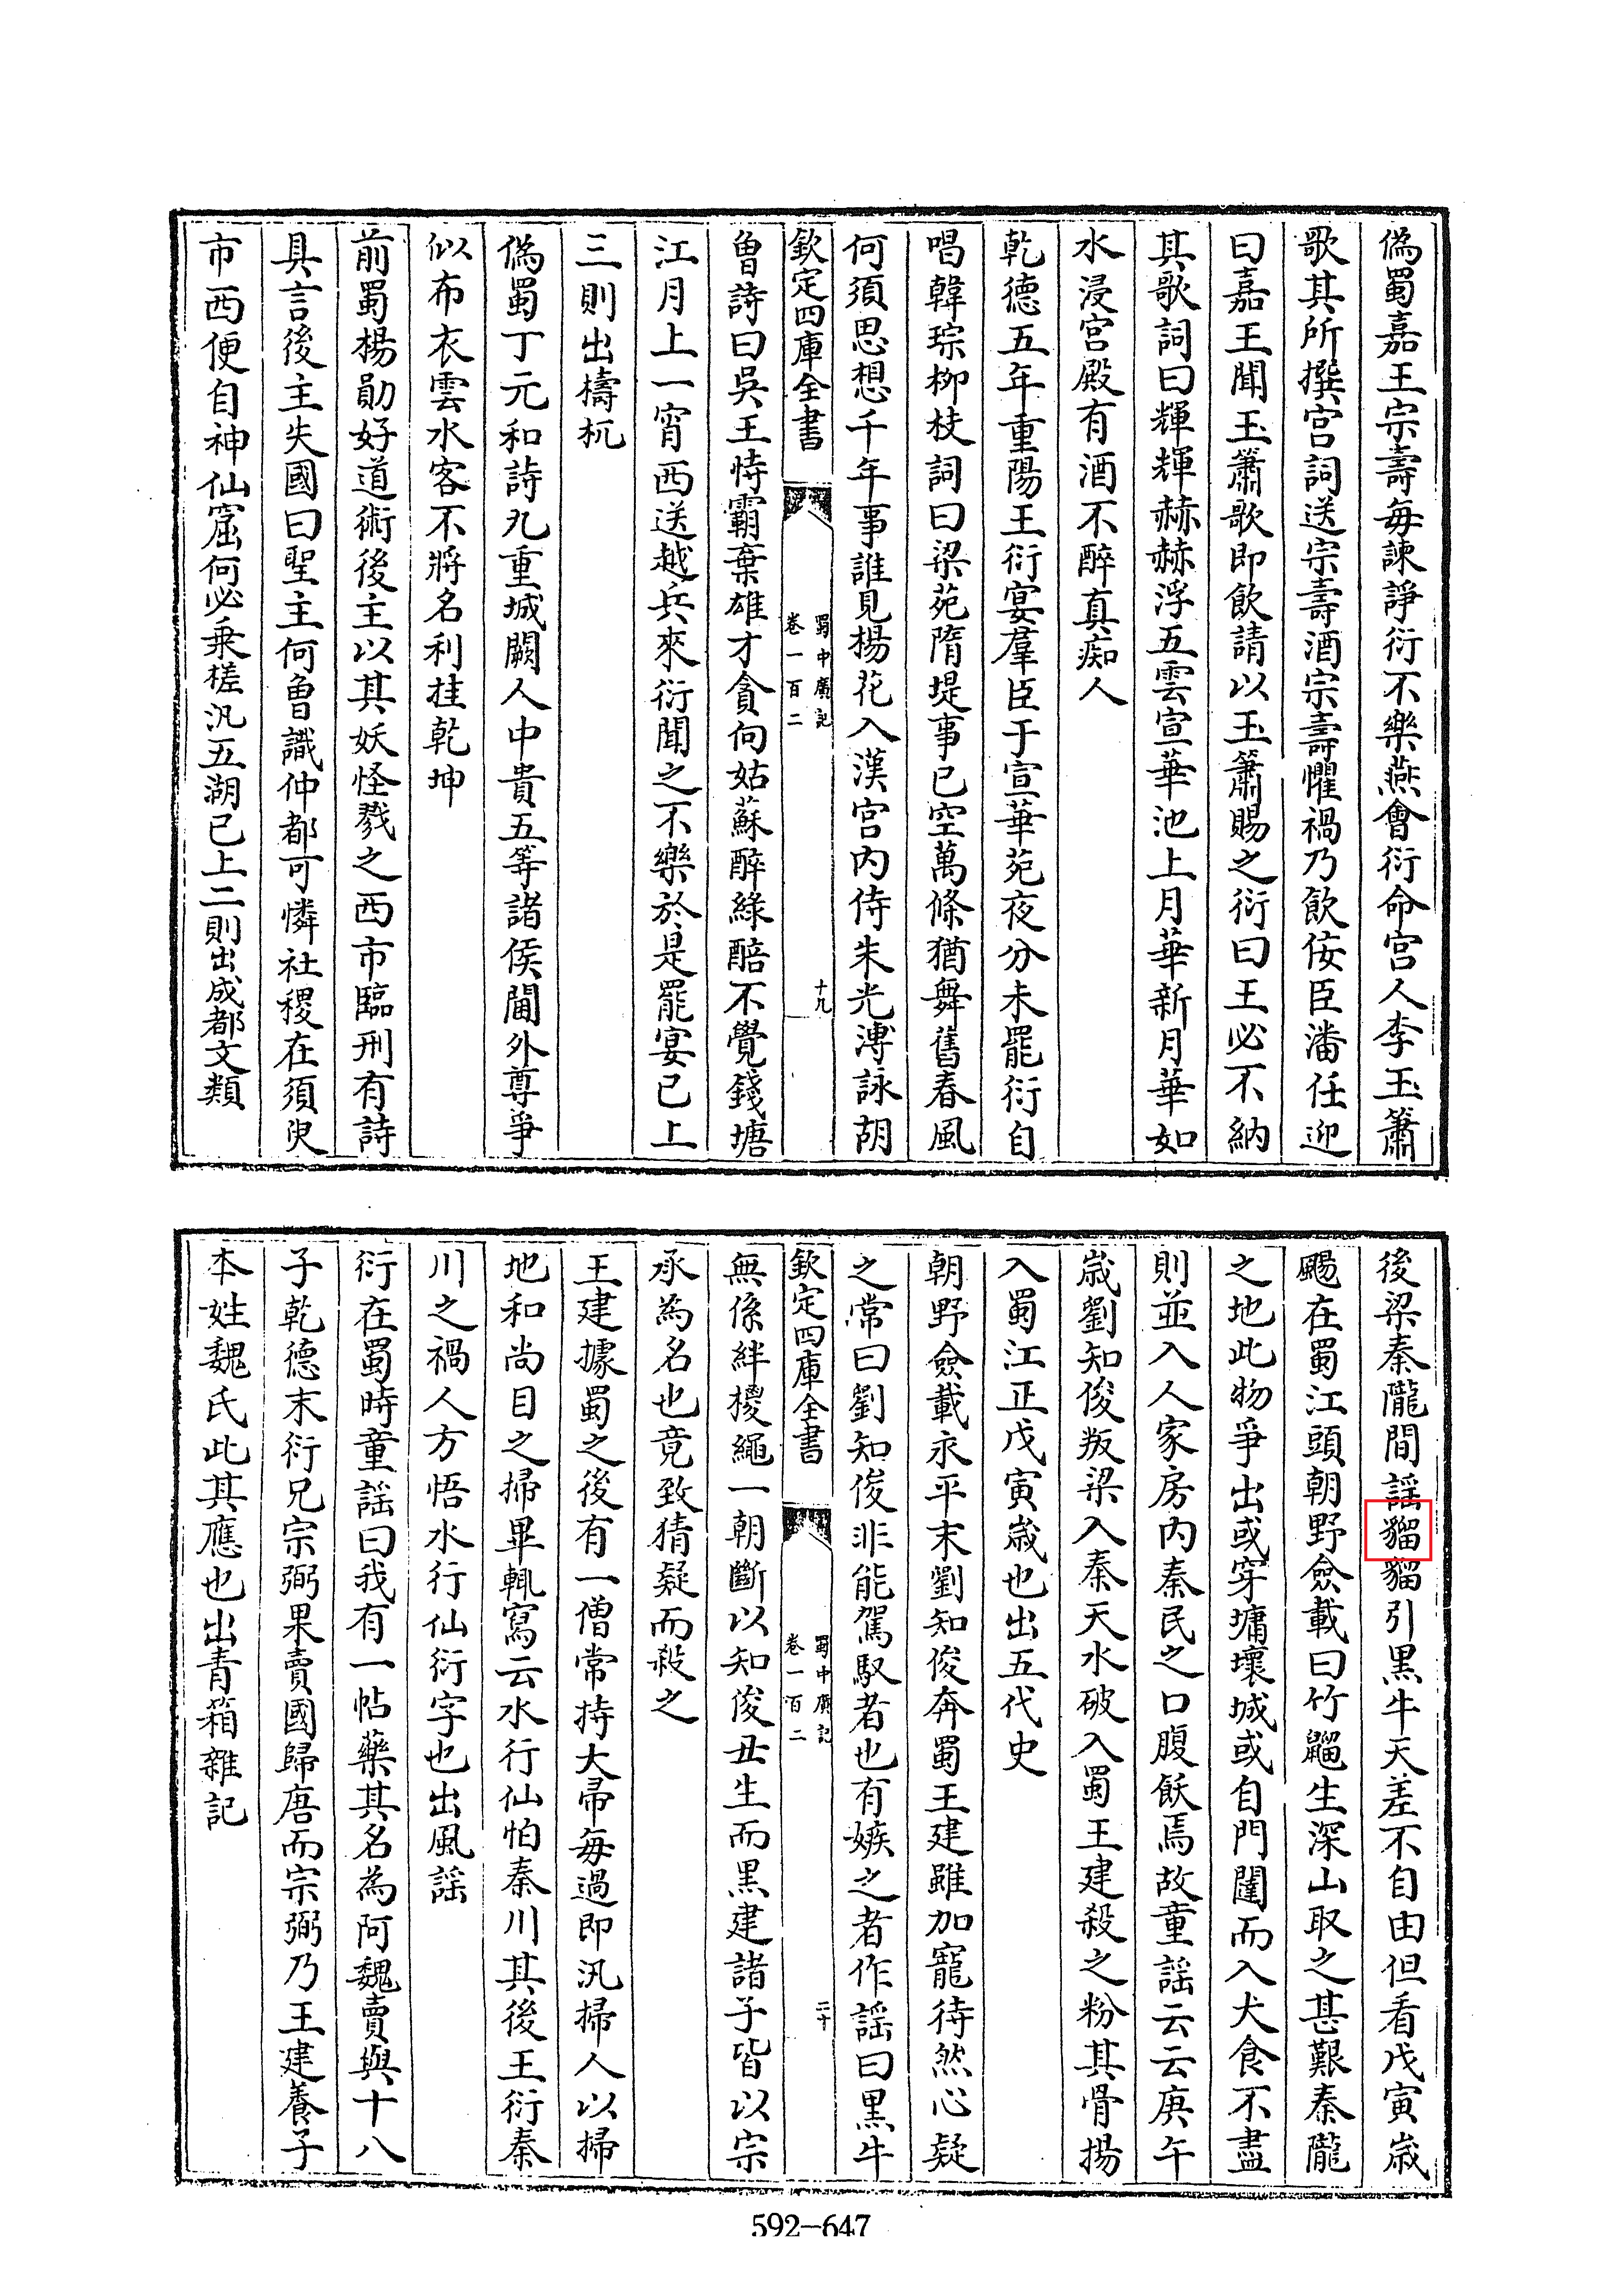 偽蜀嘉王宗壽每諫諍衍不樂燕會衍命宫人李玉簫
歌其所撰宫詞送宗壽酒宗壽懼禍乃飲佞臣潘任迎
曰嘉王聞玉簫歌即飲請以玉簫賜之衍曰王必不納
其歌詞曰輝輝赫赫浮五雲宣華池上月華新月華如
水浸宫殿有酒不醉真痴人
乾德五年重陽王衍宴羣臣于宣華苑夜分未罷衍自
唱韓琮柳枝詞曰梁苑隋堤事已空萬條猶舞舊春風
何須思想千年事誰見楊花入漢宫内侍朱光溥詠胡
欽定四庫全書
蜀中廣記
卷一百二
十九
曾詩曰吳王恃霸棄雄才貪向姑蘇醉綠醅不覺錢塘
江月上一宵西送越兵來衍聞之不樂於是罷宴已上
三則出檮杌
偽蜀丁元和詩九重城闕人中貴五等諸侯閫外尊爭
似布衣雲水客不將名利挂乾坤
前蜀楊勛好道術後主以其妖怪戮之西市臨刑有詩
具言後主失國曰聖主何曾識仲都可憐社稷在須臾
市西便自神仙窟何必乘槎汎五湖已上二則出成都文類
後梁秦隴間謡䶉䶉引黒牛天差不自由但看戊寅歲
颺在蜀江頭朝野僉載曰竹䶉生深山取之甚艱秦隴
之地此物爭出或穿墉壞城或自門闥而入犬食不盡
則並入人家房内秦民之口腹飫焉故童謡云云庚午
歲劉知俊叛梁入秦天水破入蜀王建殺之粉其骨揚
入蜀江正戊寅歲也出五代史
朝野僉載永平末劉知俊奔蜀王建雖加寵待然心疑
之常曰劉知俊非能駕馭者也有嫉之者作謡曰黒牛
欽定四庫全書
蜀中廣記
卷一百二
二十
無係絆㯶繩一朝斷以知俊丑生而黒建諸子皆以宗
承為名也竟致猜疑而殺之
王建據蜀之後有一僧常持大帚每過即汎掃人以掃
地和尚目之掃畢輒寫云水行仙怕秦川其後王衍秦
川之禍人方悟水行仙衍字也出風謡
衍在蜀時童謡曰我有一帖藥其名為阿魏賣與十八
子乾德末衍兄宗弼果賣國歸唐而宗弼乃王建養子
本姓魏氏此其應也出青箱雜記
592-647